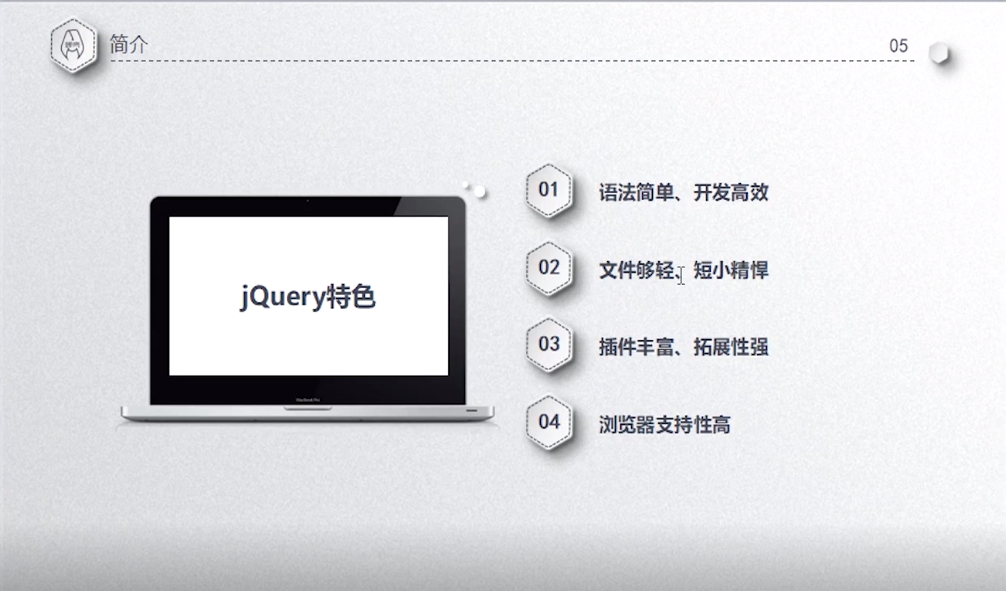 简介
05
jQuery特色
01
语法简单、开发高效
02
文件够轻、短小精悍
03
插件丰富、拓展性强
04
浏览器支持性高
MacBook Pro